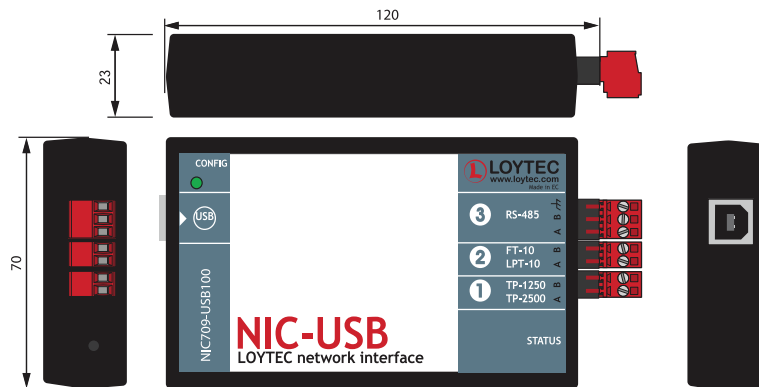 120
23
70
CONFIG
USB
NIC709-USB100
NIC-USB
LOYTEC network interface
L LOYTEC
www.loytec.com
Made in EC
3 RS-485 A B
2 FT-10 B
LPT-10 A
1 TP-1250 B
TP-2500 A
STATUS